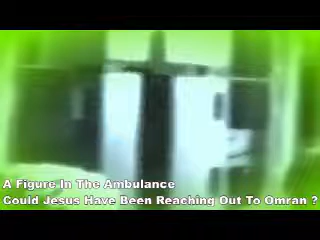 A Figure In The Ambulance
Could Jesus Have Been Reaching Out To Omran ?